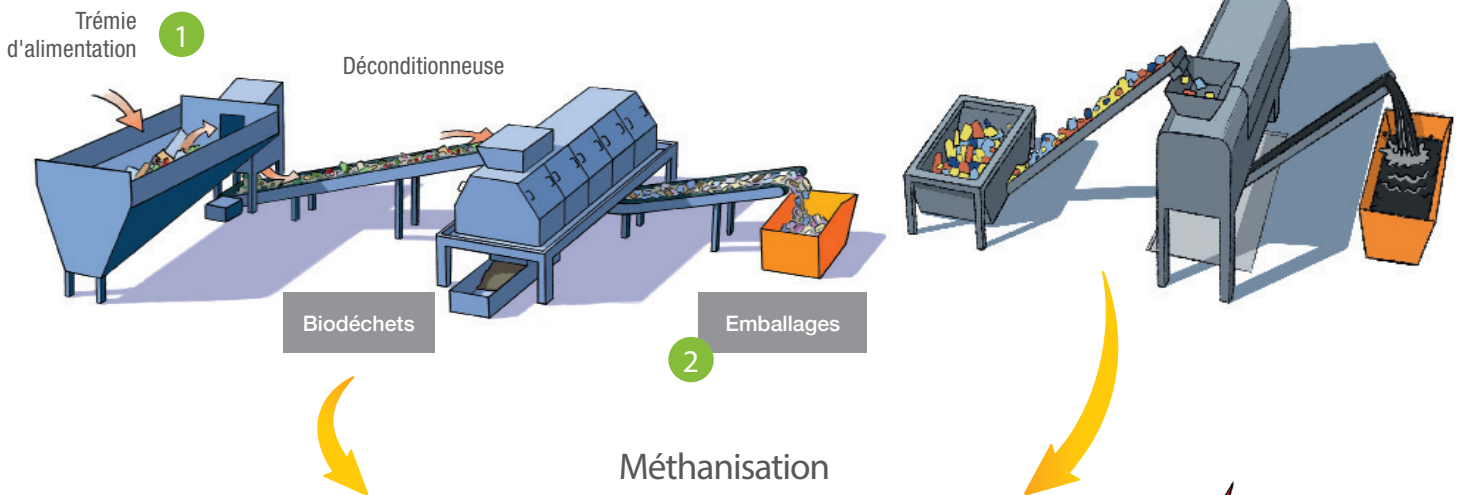 Trémie
d'alimentation
1
Déconditionneuse
Biodéchets
Emballages
2
Méthanisation